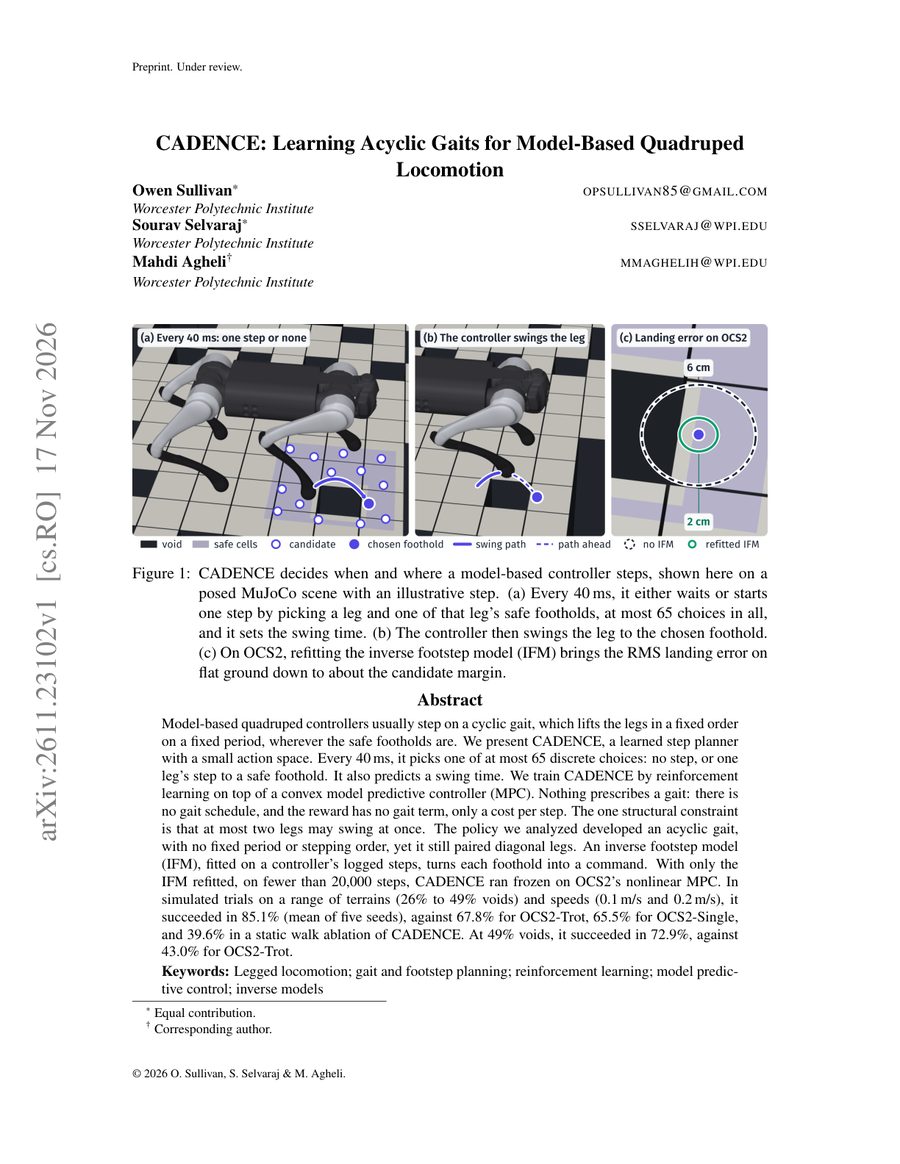 Preprint. Under review.
CADENCE: Learning Acyclic Gaits for Model-Based Quadruped
Locomotion
Owen Sullivan* OPSULLIVAN85@GMAIL.COM
Worcester Polytechnic Institute
Sourav Selvaraj* SSELVARAJ@WPI.EDU
Worcester Polytechnic Institute
Mahdi Agheli† MMAGHELIH@WPI.EDU
Worcester Polytechnic Institute
arXiv:2611.23102v1 [cs.RO] 17 Nov 2026
(a) Every 40 ms: one step or none
(b) The controller swings the leg
(c) Landing error on OCS2
6 cm
2 cm
void safe cells candidate chosen foothold swing path path ahead no IFM refitted IFM
Figure 1: CADENCE decides when and where a model-based controller steps, shown here on a
posed MuJoCo scene with an illustrative step. (a) Every 40 ms, it either waits or starts
one step by picking a leg and one of that leg's safe footholds, at most 65 choices in all,
and it sets the swing time. (b) The controller then swings the leg to the chosen foothold.
(c) On OCS2, refitting the inverse footstep model (IFM) brings the RMS landing error on
flat ground down to about the candidate margin.
Abstract
Model-based quadruped controllers usually step on a cyclic gait, which lifts the legs in a fixed order
on a fixed period, wherever the safe footholds are. We present CADENCE, a learned step planner
with a small action space. Every 40 ms, it picks one of at most 65 discrete choices: no step, or one
leg's step to a safe foothold. It also predicts a swing time. We train CADENCE by reinforcement
learning on top of a convex model predictive controller (MPC). Nothing prescribes a gait: there is
no gait schedule, and the reward has no gait term, only a cost per step. The one structural constraint
is that at most two legs may swing at once. The policy we analyzed developed an acyclic gait,
with no fixed period or stepping order, yet it still paired diagonal legs. An inverse footstep model
(IFM), fitted on a controller's logged steps, turns each foothold into a command. With only the
IFM refitted, on fewer than 20,000 steps, CADENCE ran frozen on OCS2's nonlinear MPC. In
simulated trials on a range of terrains (26% to 49% voids) and speeds (0.1 m/s and 0.2 m/s), it
succeeded in 85.1% (mean of five seeds), against 67.8% for OCS2-Trot, 65.5% for OCS2-Single,
and 39.6% in a static walk ablation of CADENCE. At 49% voids, it succeeded in 72.9%, against
43.0% for OCS2-Trot.
Keywords: Legged locomotion; gait and footstep planning; reinforcement learning; model predic-
tive control; inverse models
* Equal contribution.
† Corresponding author.
© 2026 O. Sullivan, S. Selvaraj & M. Agheli.